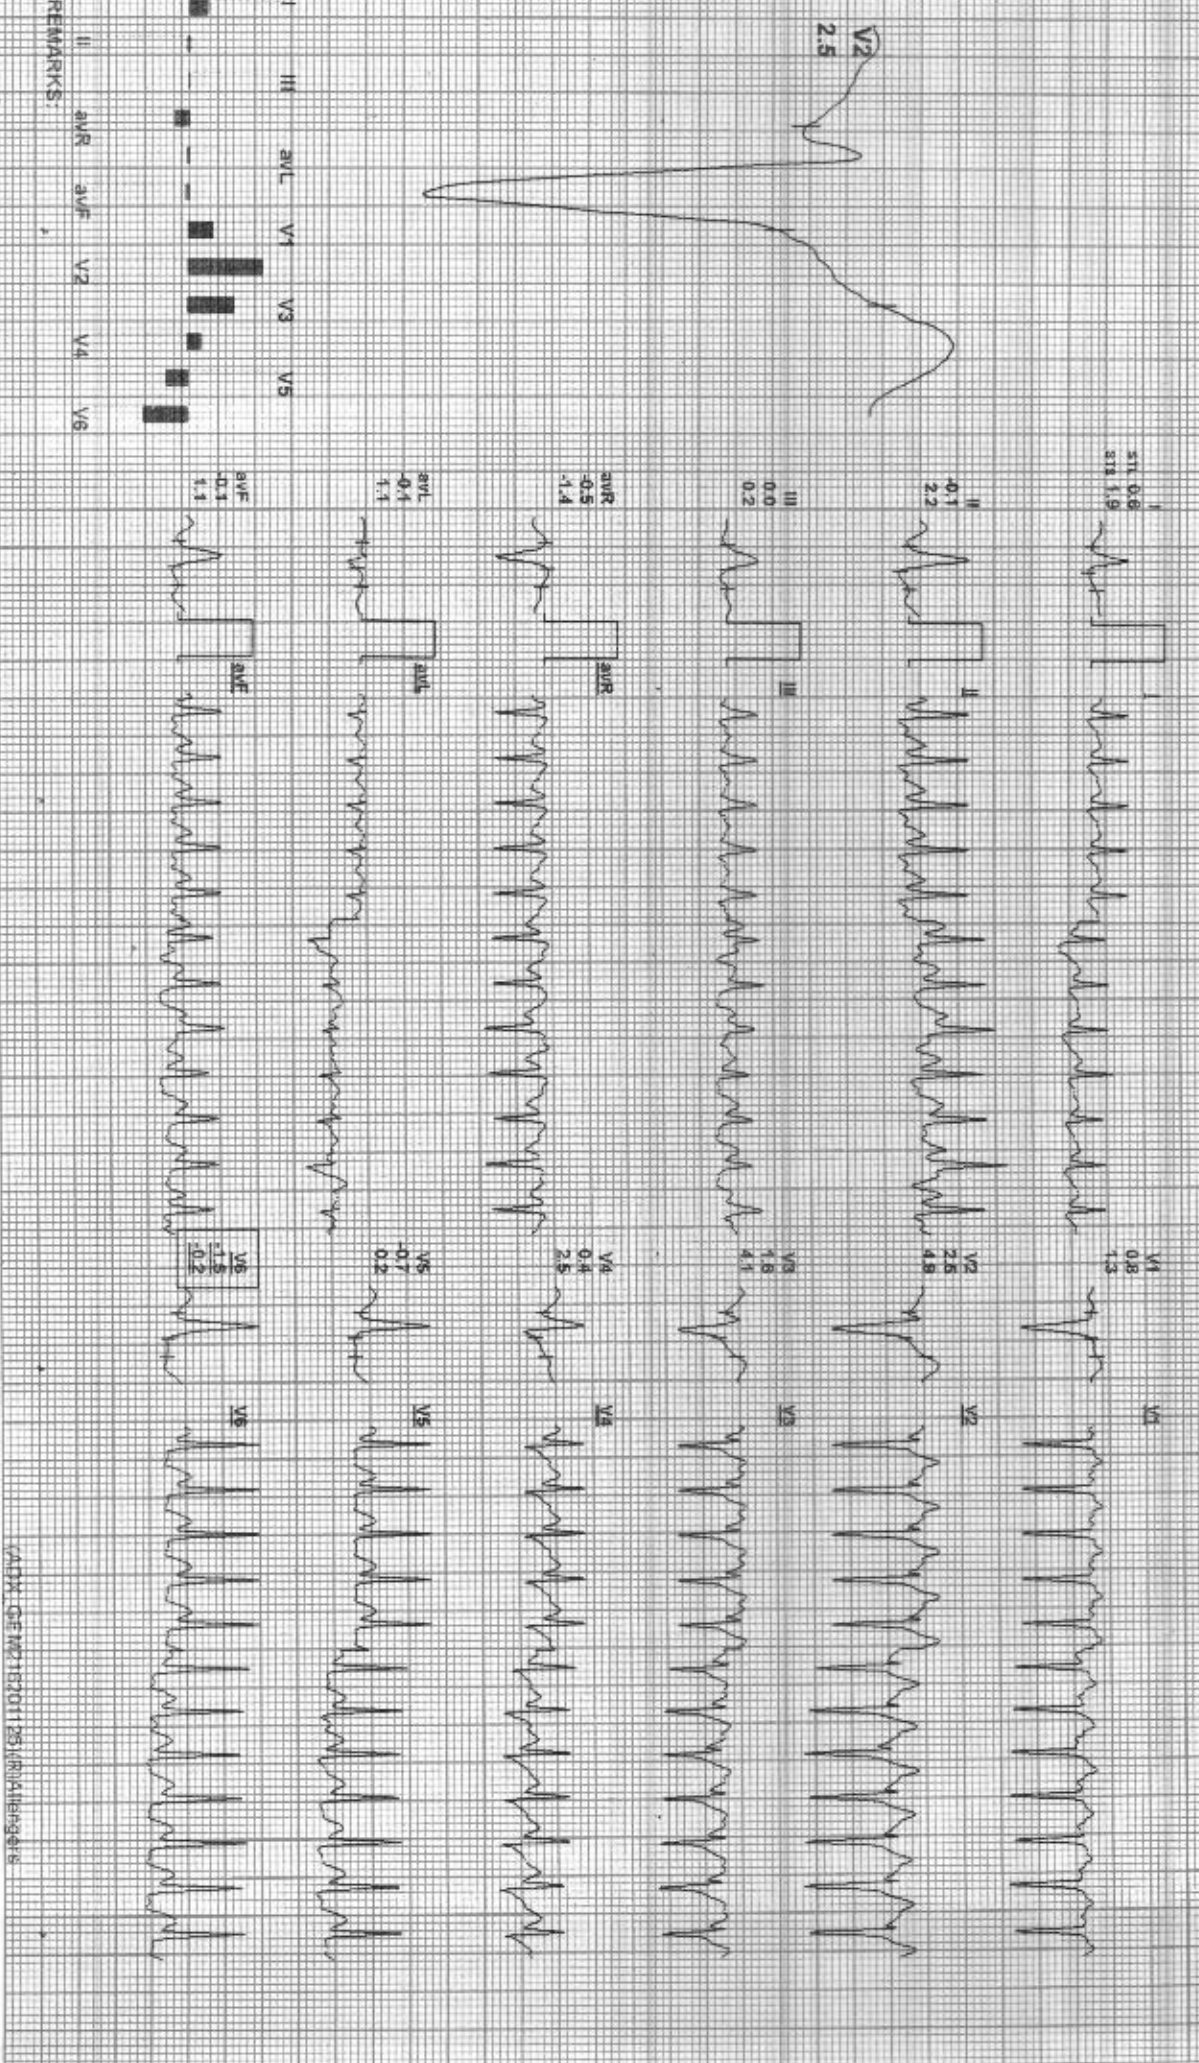 V2
2.5
I
III
avL
V1
V3
V5
II
avR
avF
V2
V4
V6
REMARKS:
I
STL 0.6
STS 1.9
I
V1
0.8
1.3
V1
II
-0.1
2.2
II
V2
2.5
4.8
V2
III
0.0
0.2
III
V3
1.8
4.1
V3
avR
-0.5
-1.4
avR
V4
0.4
2.5
V4
avL
-0.1
1.1
avL
V5
-0.7
0.2
V5
avF
-0.1
1.1
avF
V6
-1.5
-0.2
V6
(R)Allengers